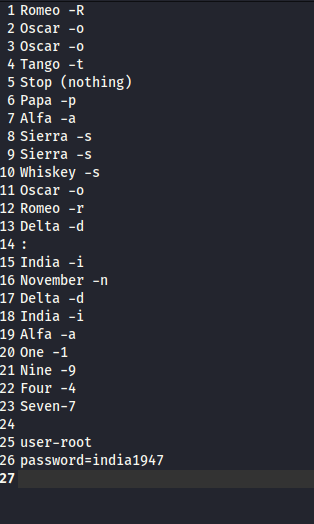 1 Romeo -R
2 Oscar -o
3 Oscar -o
4 Tango -t
5 Stop (nothing)
6 Papa -p
7 Alfa -a
8 Sierra -s
9 Sierra -s
10 Whiskey -s
11 Oscar -o
12 Romeo -r
13 Delta -d
14 :
15 India -i
16 November -n
17 Delta -d
18 India -i
19 Alfa -a
20 One -1
21 Nine -9
22 Four -4
23 Seven-7
24
25 user-root
26 password=india1947
27